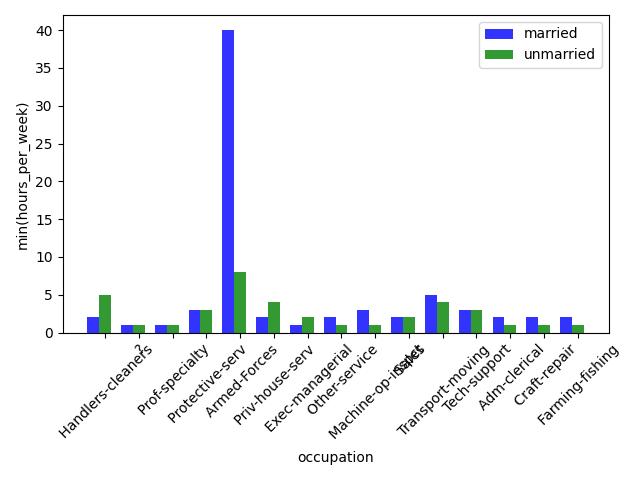 40
35
30
25
20
15
10
5
0
min(hours_per_week)
married
unmarried
Handlers-cleaners
?
Prof-specialty
Protective-serv
Armed-Forces
Priv-house-serv
Exec-managerial
Other-service
Machine-op-inspct
Sales
Transport-moving
Tech-support
Adm-clerical
Craft-repair
Farming-fishing
occupation